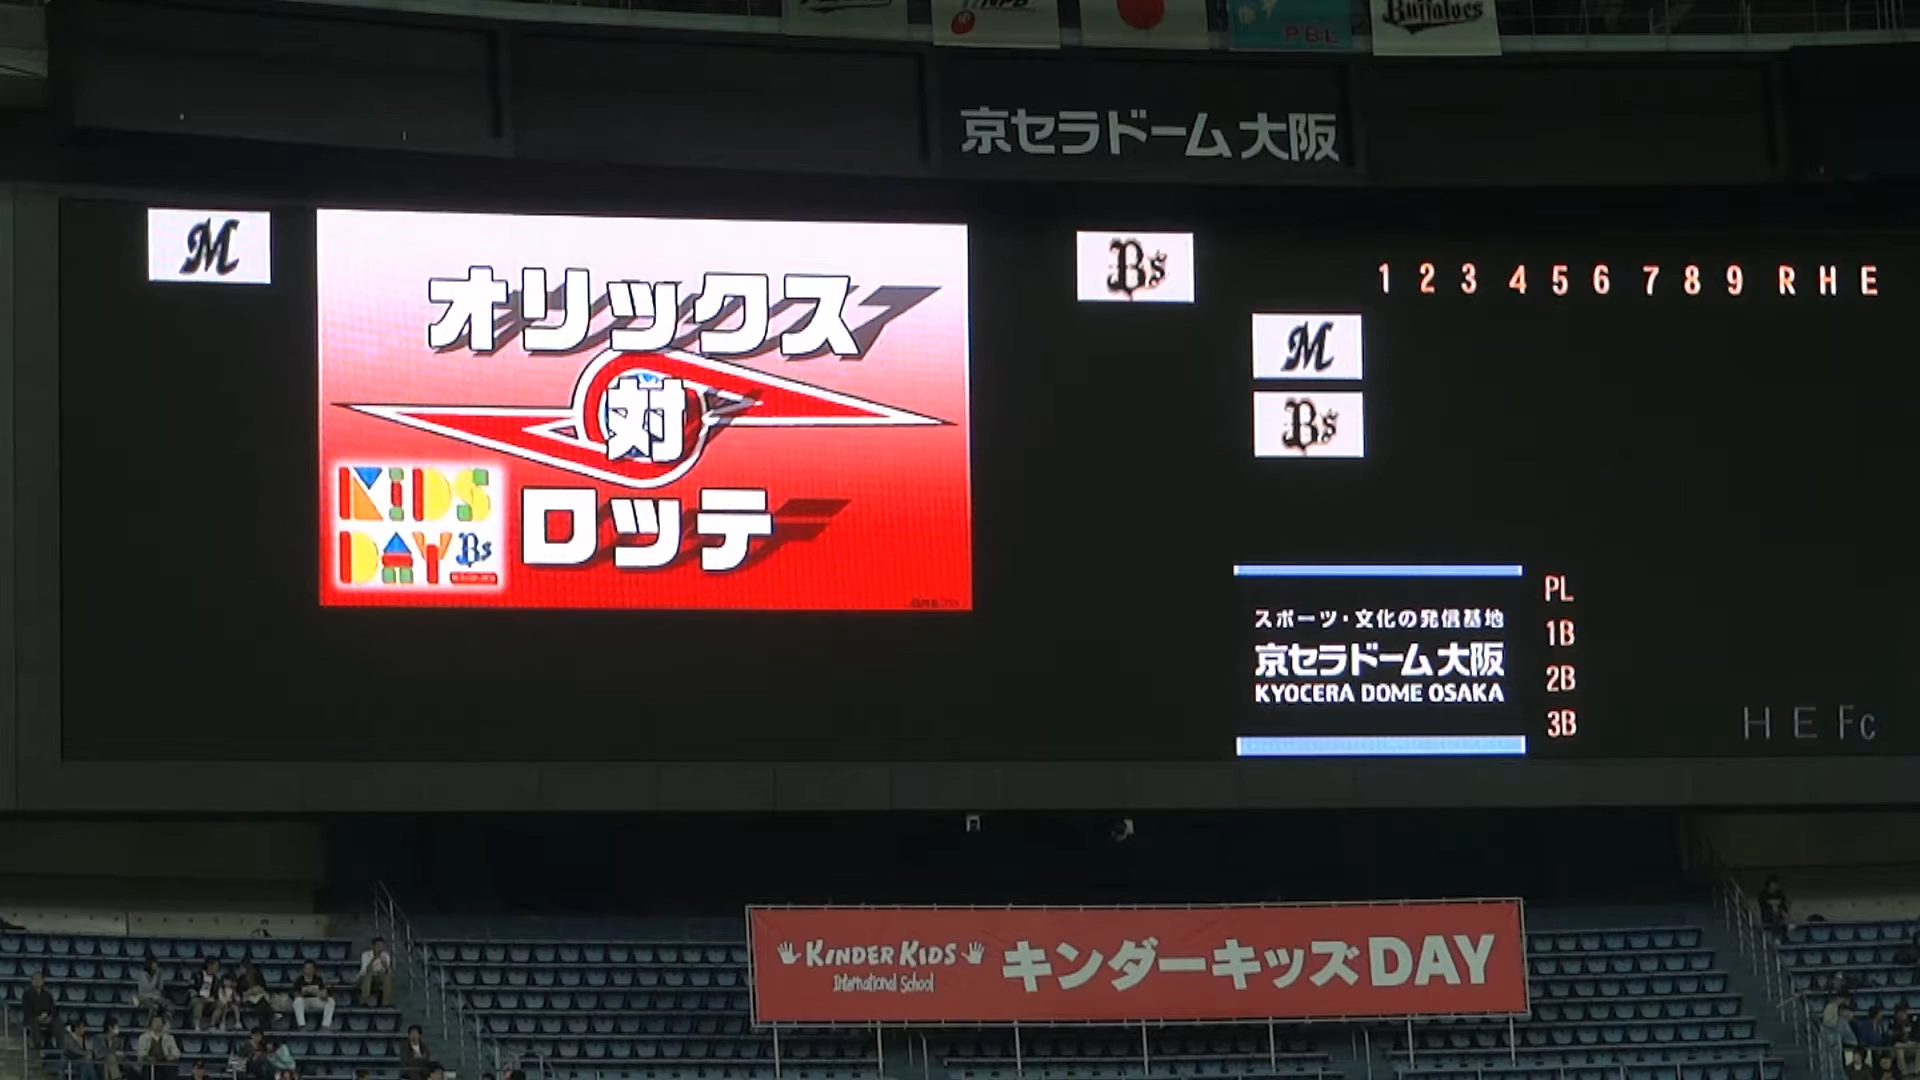 NPB
PBL
Buffaloes
京セラドーム大阪
M
オリックス
対
ロッテ
KIDS
DAY Bs
Bs
1 2 3 4 5 6 7 8 9 R H E
M
Bs
スポーツ・文化の発信基地
京セラドーム大阪
KYOCERA DOME OSAKA
PL
1B
2B
3B
H E Fc
KINDER KIDS
International School
キンダーキッズDAY